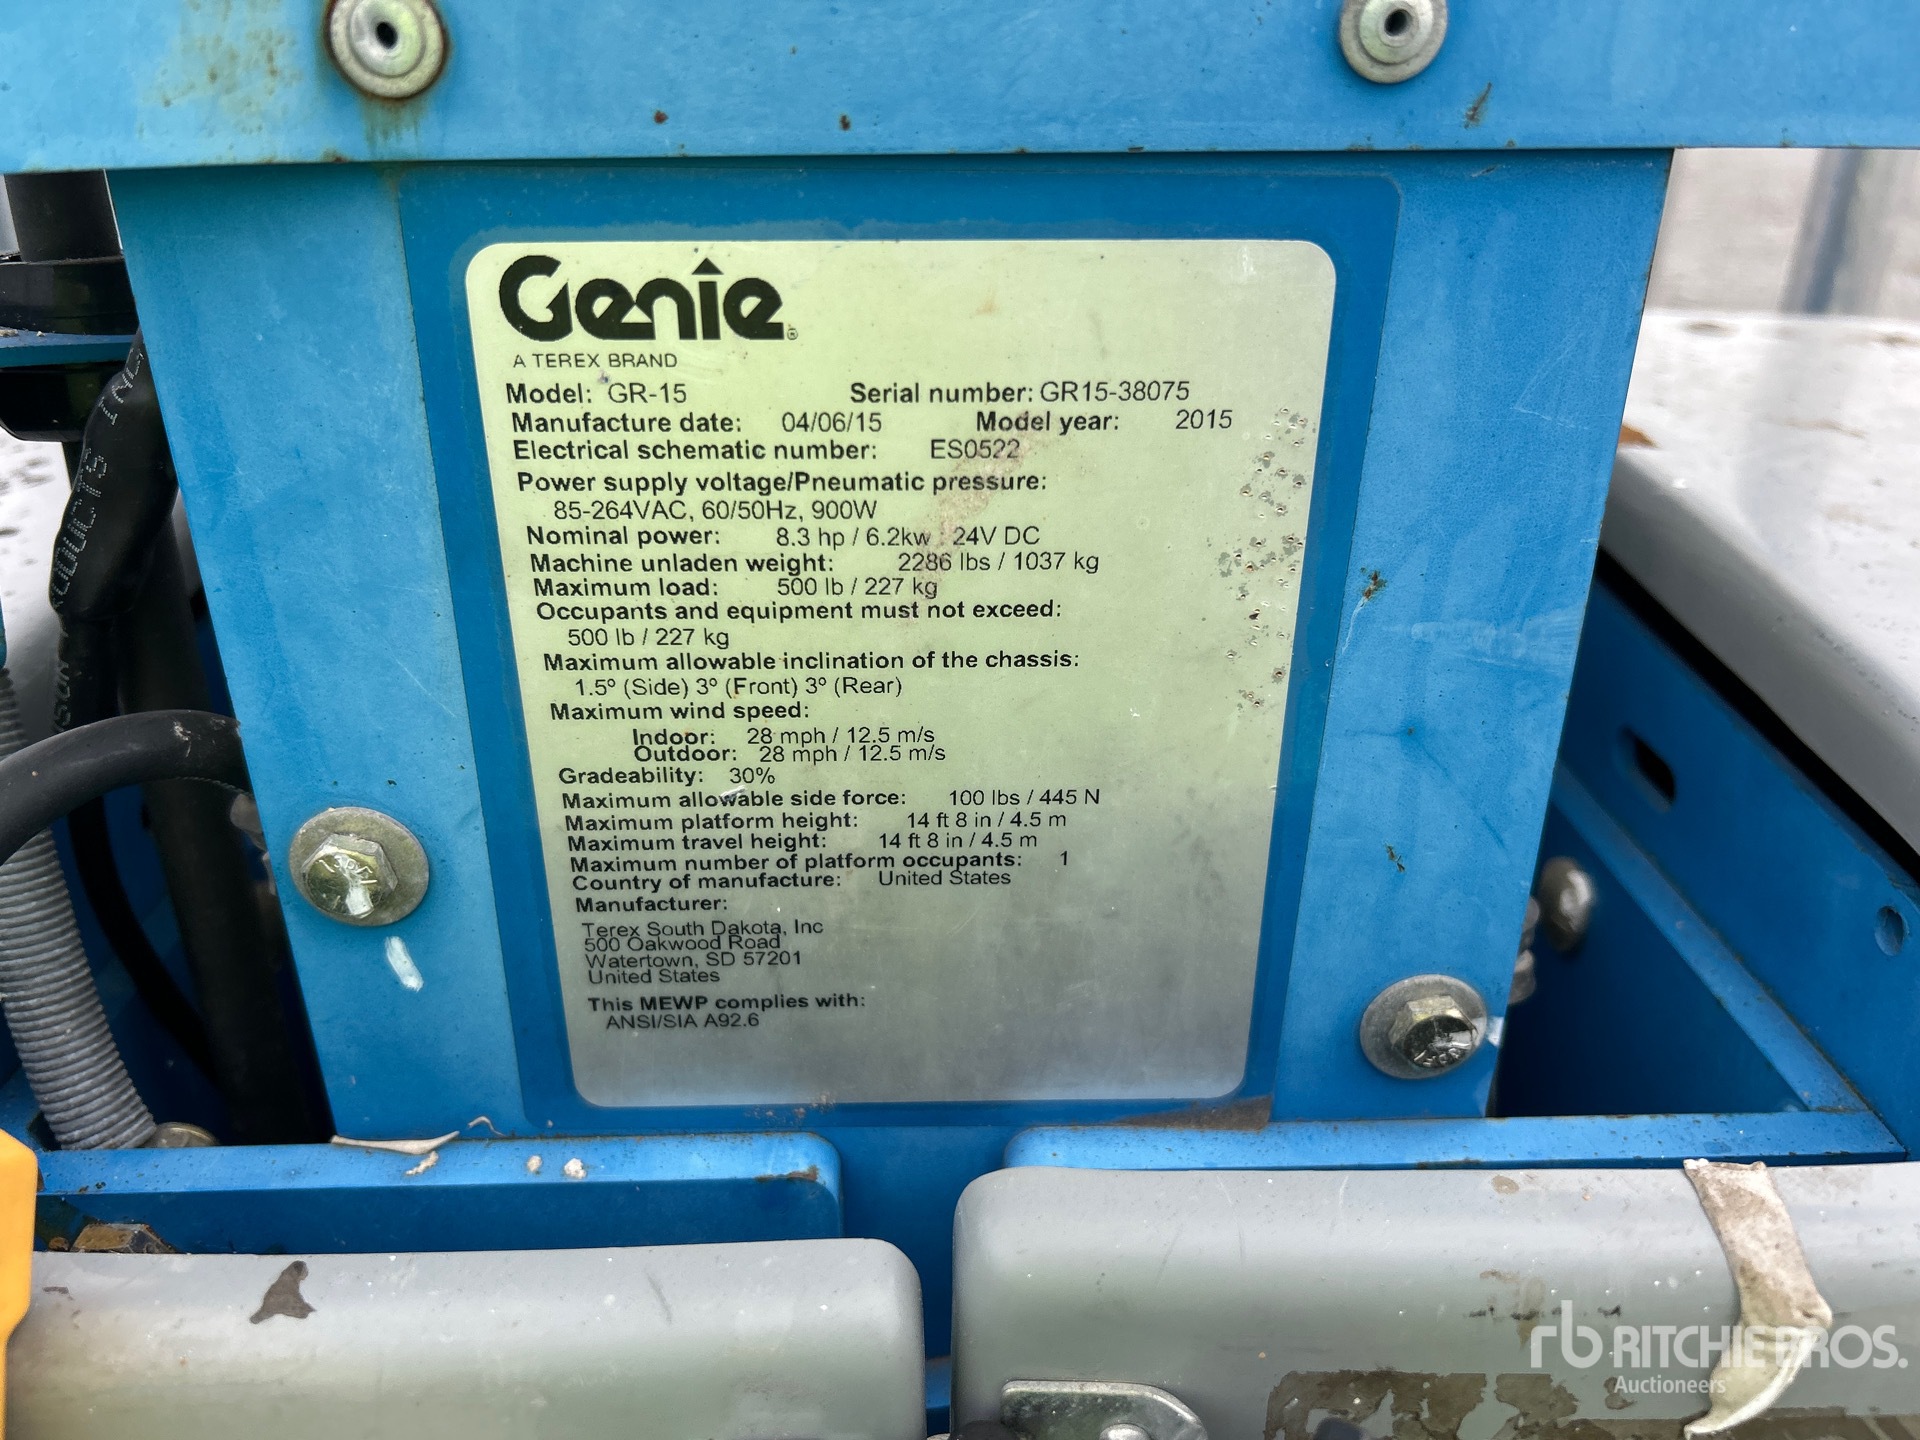 Genie®
A TEREX BRAND
Model: GR-15 Serial number: GR15-38075
Manufacture date: 04/06/15 Model year: 2015
Electrical schematic number: ES0522
Power supply voltage/Pneumatic pressure:
85-264VAC, 60/50Hz, 900W
Nominal power: 8.3 hp / 6.2kw : 24V DC
Machine unladen weight: 2286 lbs / 1037 kg
Maximum load: 500 lb / 227 kg
Occupants and equipment must not exceed:
500 lb / 227 kg
Maximum allowable inclination of the chassis:
1.5º (Side) 3º (Front) 3º (Rear)
Maximum wind speed:
Indoor: 28 mph / 12.5 m/s
Outdoor: 28 mph / 12.5 m/s
Gradeability: 30%
Maximum allowable side force: 100 lbs / 445 N
Maximum platform height: 14 ft 8 in / 4.5 m
Maximum travel height: 14 ft 8 in / 4.5 m
Maximum number of platform occupants: 1
Country of manufacture: United States
Manufacturer:
Terex South Dakota, Inc
500 Oakwood Road
Watertown, SD 57201
United States
This MEWP complies with:
ANSI/SIA A92.6
rb RITCHIE BROS.
Auctioneers